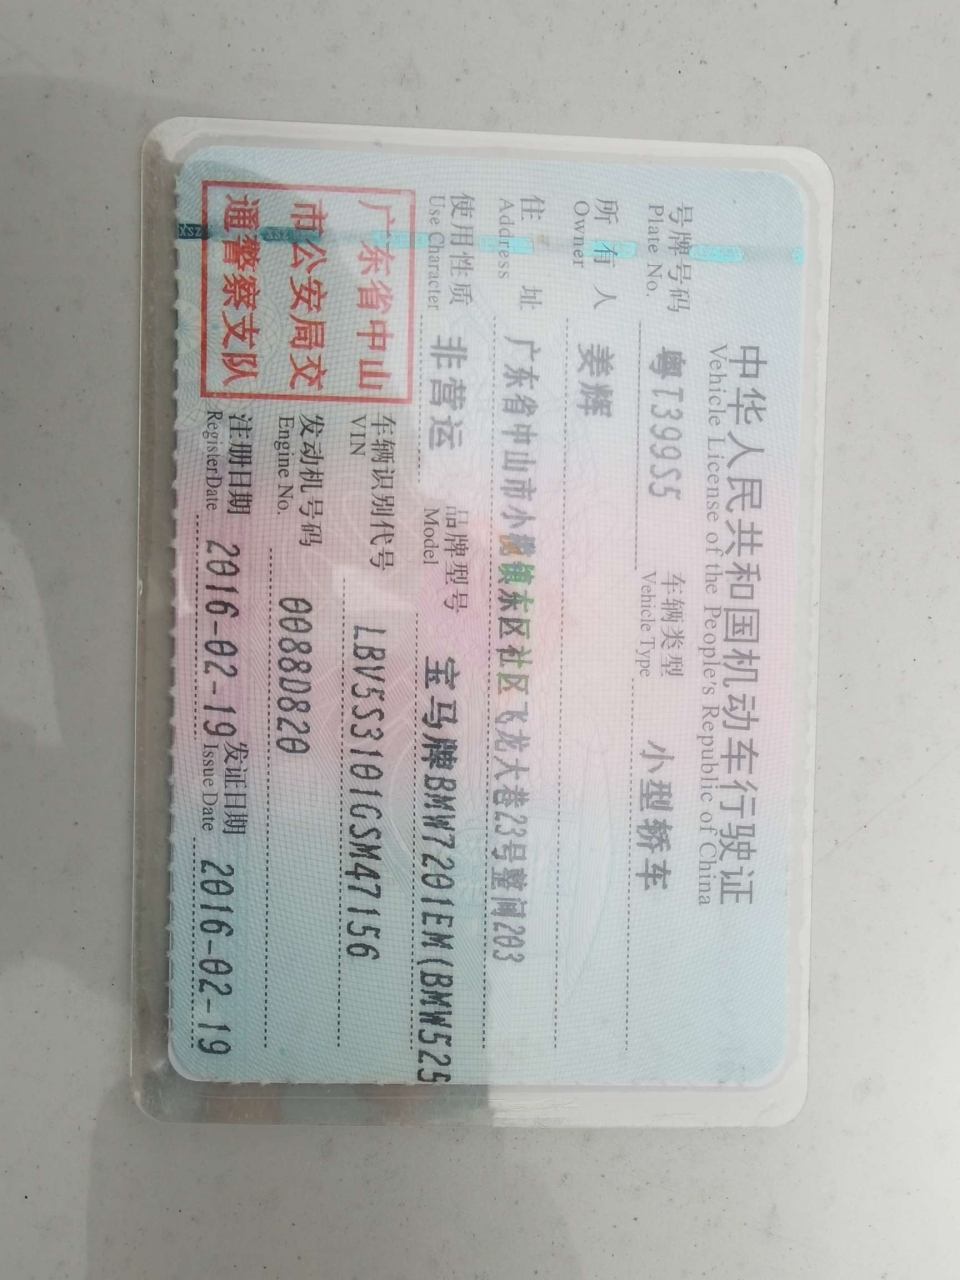 中华人民共和国机动车行驶证
Vehicle License of the People's Republic of China
号牌号码 粤T399S5 车辆类型 小型轿车
Plate No. Vehicle Type
所有人 姜辉
Owner
住址 广东省中山市小榄镇东区社区飞龙大巷23号整间203
Address
使用性质 非营运 品牌型号 宝马牌BMW7201EM(BMW525
Use Character Model
广东省中山
市公安局交
通警察支队
车辆识别代号 LBV5S3101GSM47156
VIN
发动机号码 0088D820
Engine No.
注册日期 2016-02-19 发证日期 2016-02-19
Register Date Issue Date